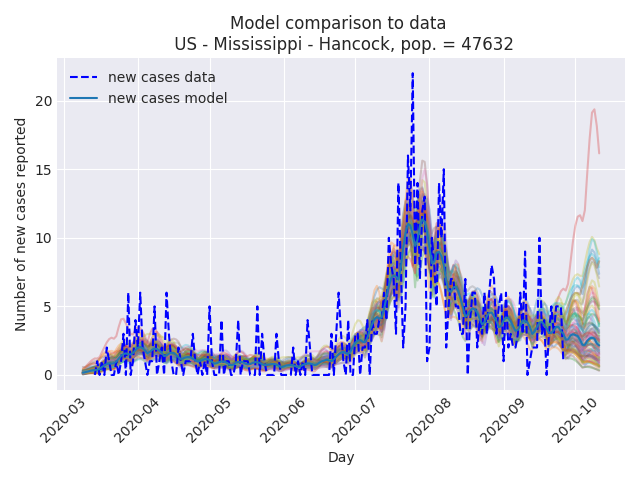 Model comparison to data
US - Mississippi - Hancock, pop. = 47632
new cases data
new cases model
Number of new cases reported
20
15
10
5
0
2020-03
2020-04
2020-05
2020-06
2020-07
2020-08
2020-09
2020-10
Day